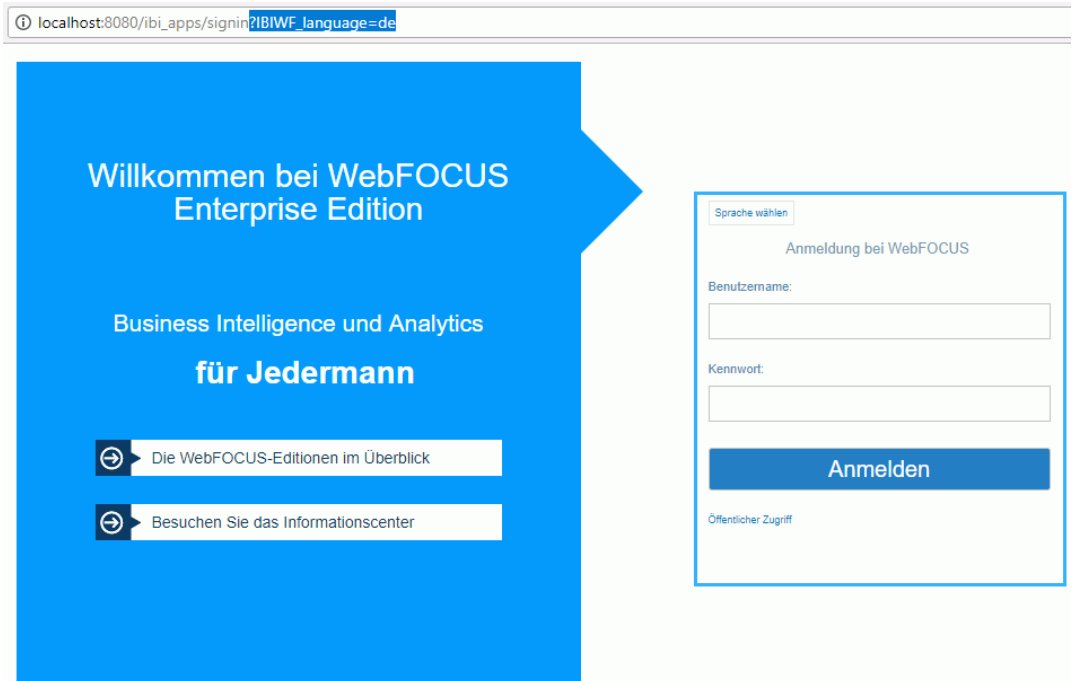 localhost:8080/ibi_apps/signin?IBIWF_language=de
Willkommen bei WebFOCUS
Enterprise Edition
Business Intelligence und Analytics
für Jedermann
Die WebFOCUS-Editionen im Überblick
Besuchen Sie das Informationscenter
Sprache wählen
Anmeldung bei WebFOCUS
Benutzername:
Kennwort:
Anmelden
Öffentlicher Zugriff